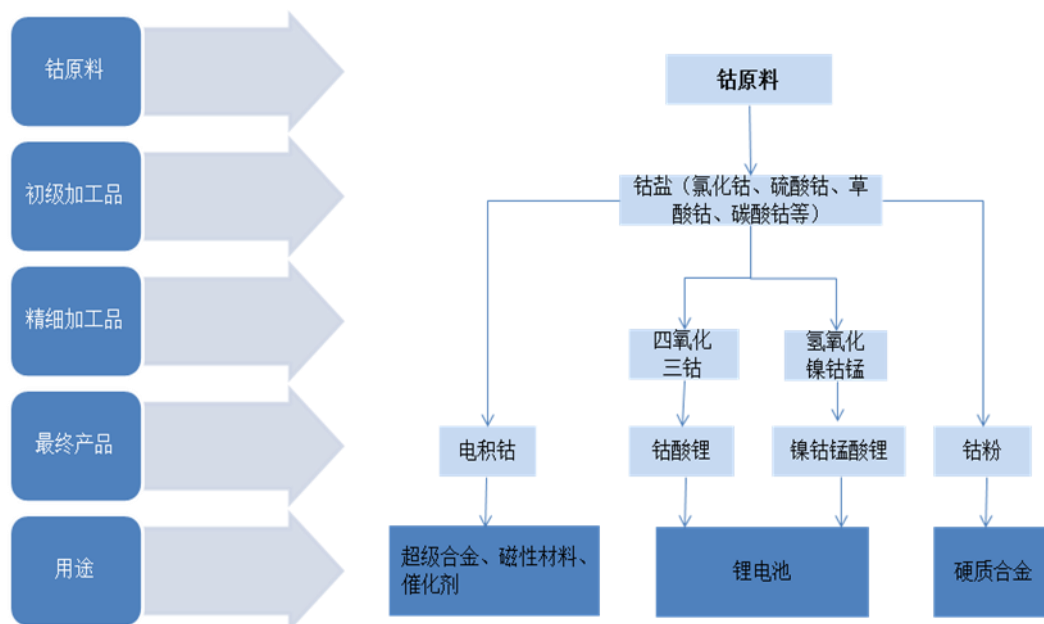 钴原料
钴原料
初级加工品
钴盐（氯化钴、硫酸钴、草
酸钴、碳酸钴等）
精细加工品
四氧化
三钴
氢氧化
镍钴锰
最终产品
电积钴
钴酸锂
镍钴锰酸锂
钴粉
用途
超级合金、磁性材料、
催化剂
锂电池
硬质合金